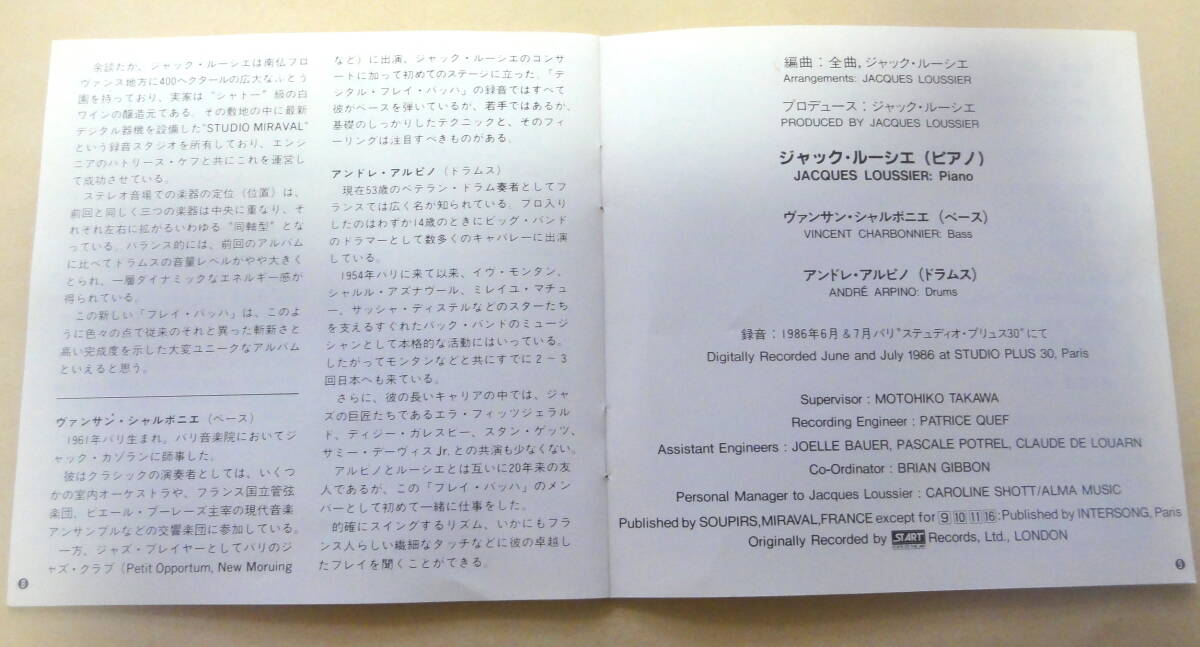 余談だが、ジャック・ルーシエは南仏プロ
ヴァンス地方に400ヘクタールの広大なぶどう
園を持っており、実家は“シャトー”級の白
ワインの醸造元である。その敷地の中に最新
デジタル器機を設備した“STUDIO MIRAVAL”
という録音スタジオを所有しており、エンジ
ニアのパトリース・ケフと共にこれを運営し
て成功させている。
ステレオ音場での楽器の定位（位置）は、
前回と同じく三つの楽器は中央に重なり、そ
れぞれ左右に拡がるいわゆる“同軸型”とな
っている。バランス的には、前回のアルバム
に比べてドラムスの音量レベルがやや大きく
とられ、一層ダイナミックなエネルギー感が
得られている。
この新しい「プレイ・バッハ」は、このよ
うに色々の点で従来のそれと異った斬新さと
高い完成度を示した大変ユニークなアルバム
といえると思う。
ヴァンサン・シャルボニエ（ベース）
1961年パリ生まれ。パリ音楽院においてジ
ャック・カゾランに師事した。
彼はクラシックの演奏者としては、いくつ
かの室内オーケストラや、フランス国立管弦
楽団、ピエール・ブーレーズ主宰の現代音楽
アンサンブルなどの交響楽団に参加している。
一方、ジャズ・プレイヤーとしてパリのジ
ャズ・クラブ（Petit Opportum, New Moruing
8
など）に出演、ジャック・ルーシエのコンサ
ートに加って初めてのステージに立った。「デ
ジタル・プレイ・バッハ」の録音ではすべて
彼がベースを弾いているが、若手ではあるが、
基礎のしっかりしたテクニックと、そのフィ
ーリングは注目すべきものがある。
アンドレ・アルピノ（ドラムス）
現在53歳のベテラン・ドラム奏者としてフ
ランスでは広く名が知られている。プロ入り
したのはわずか14歳のときにビッグ・バンド
のドラマーとして数多くのキャバレーに出演
している。
1954年パリに来て以来、イヴ・モンタン、
シャルル・アズナヴール、ミレイユ・マチュ
ー、サッシャ・ディステルなどのスターたち
を支えるすぐれたバック・バンドのミュージ
シャンとして本格的な活動にはいっている。
したがってモンタンなどと共にすでに2～3
回日本へも来ている。
さらに、彼の長いキャリアの中では、ジャ
ズの巨匠たちであるエラ・フィッツジェラル
ド、ディジー・ガレスピー、スタン・ゲッツ、
サミー・デーヴィスJr.との共演も少なくない。
アルピノとルーシエとは互いに20年来の友
人であるが、この「プレイ・バッハ」のメン
バーとして初めて一緒に仕事をした。
的確にスイングするリズム、いかにもフラ
ンス人らしい繊細なタッチなどに彼の卓越し
たプレイを聞くことができる。
編曲：全曲，ジャック・ルーシエ
Arrangements: JACQUES LOUSSIER
プロデュース：ジャック・ルーシエ
PRODUCED BY JACQUES LOUSSIER
ジャック・ルーシエ（ピアノ）
JACQUES LOUSSIER: Piano
ヴァンサン・シャルボニエ（ベース）
VINCENT CHARBONNIER: Bass
アンドレ・アルピノ（ドラムス）
ANDRÉ ARPINO: Drums
録音：1986年6月＆7月パリ“ステュディオ・プリュス30”にて
Digitally Recorded June and July 1986 at STUDIO PLUS 30, Paris
Supervisor : MOTOHIKO TAKAWA
Recording Engineer : PATRICE QUEF
Assistant Engineers : JOELLE BAUER, PASCALE POTREL, CLAUDE DE LOUARN
Co-Ordinator : BRIAN GIBBON
Personal Manager to Jacques Loussier : CAROLINE SHOTT/ALMA MUSIC
Published by SOUPIRS,MIRAVAL,FRANCE except for 9 10 11 16 :Published by INTERSONG, Paris
Originally Recorded by START Records, Ltd., LONDON